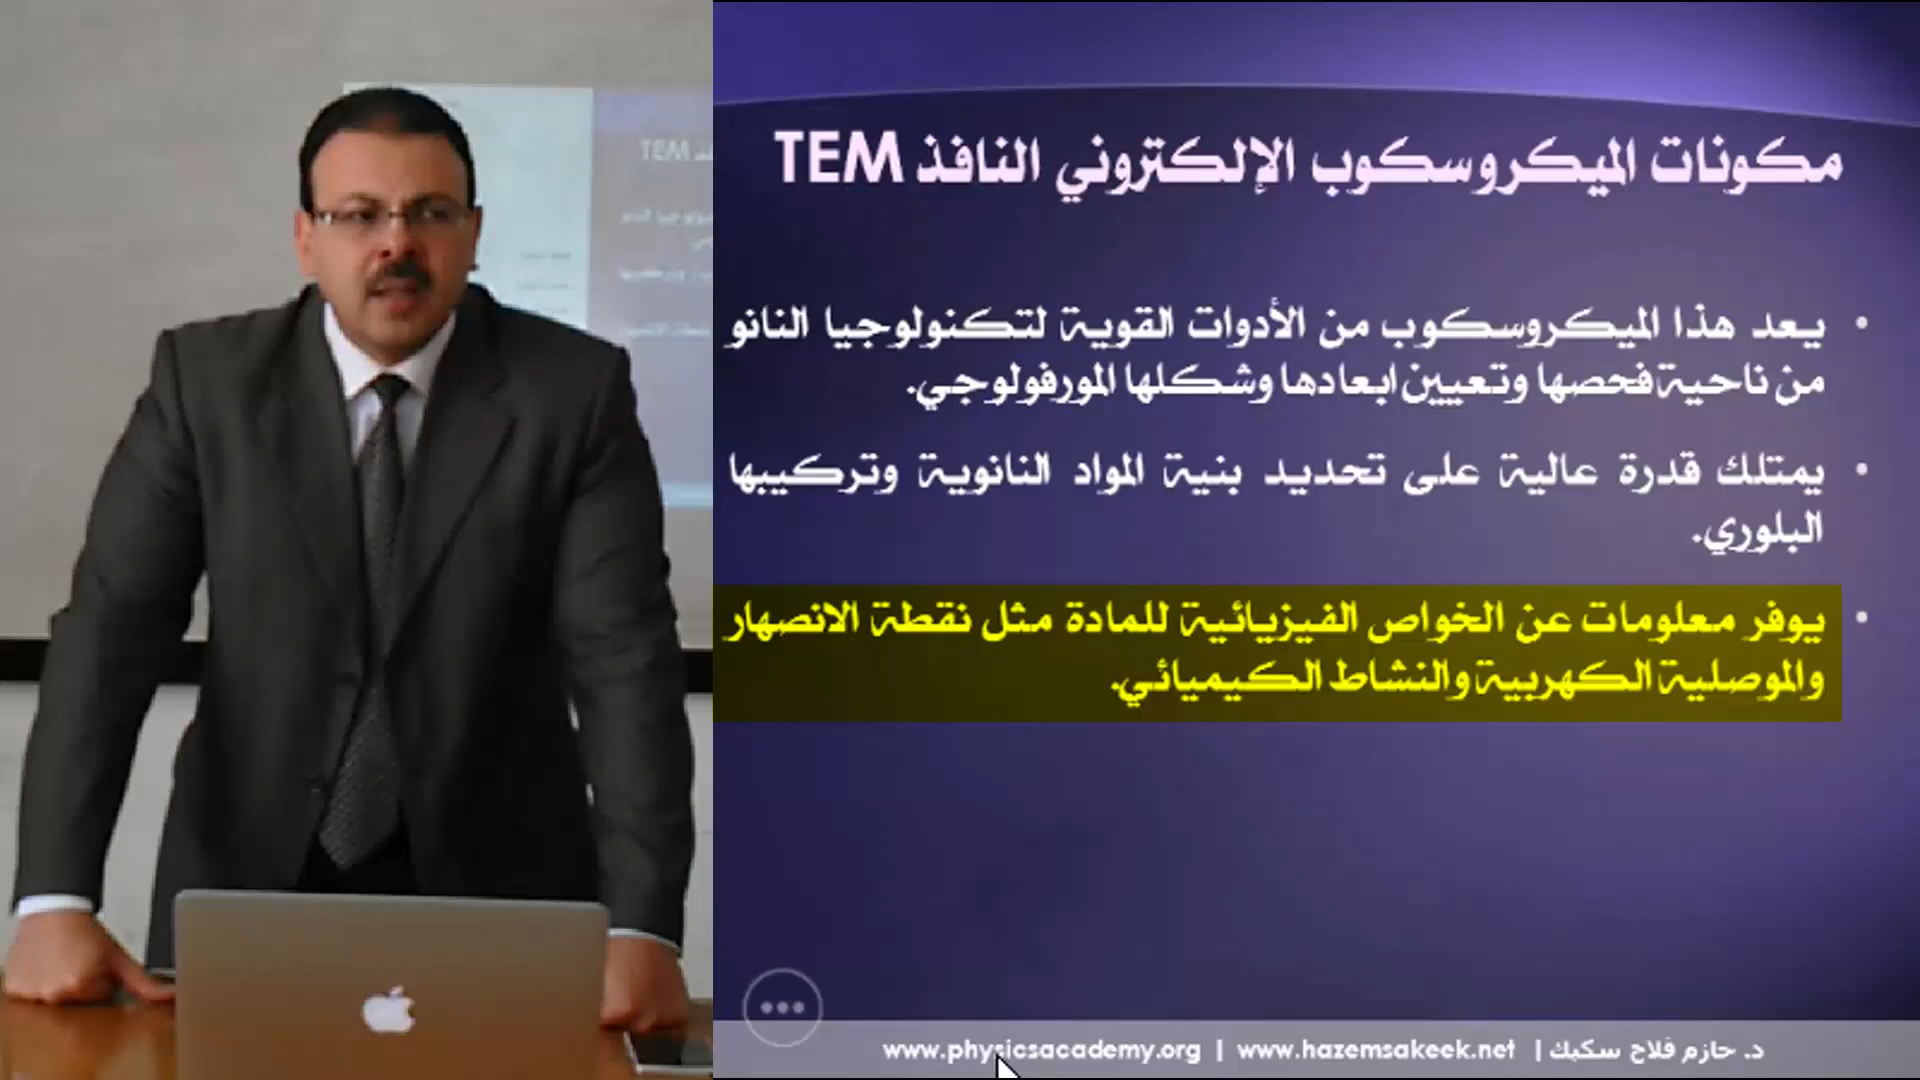 مكونات الميكروسكوب الإلكتروني النافذ TEM
• يعد هذا الميكروسكوب من الأدوات القوية لتكنولوجيا النانو
من ناحية فحصها وتعيين ابعادها وشكلها المورفولوجي.
• يمتلك قدرة عالية على تحديد بنية المواد النانوية وتركيبها
البلوري.
• يوفر معلومات عن الخواص الفيزيائية للمادة مثل نقطة الانصهار
والموصلية الكهربية والنشاط الكيميائي.
د. حازم فلاح سكيك | www.hazemsakeek.net | www.physicsacademy.org
TEM